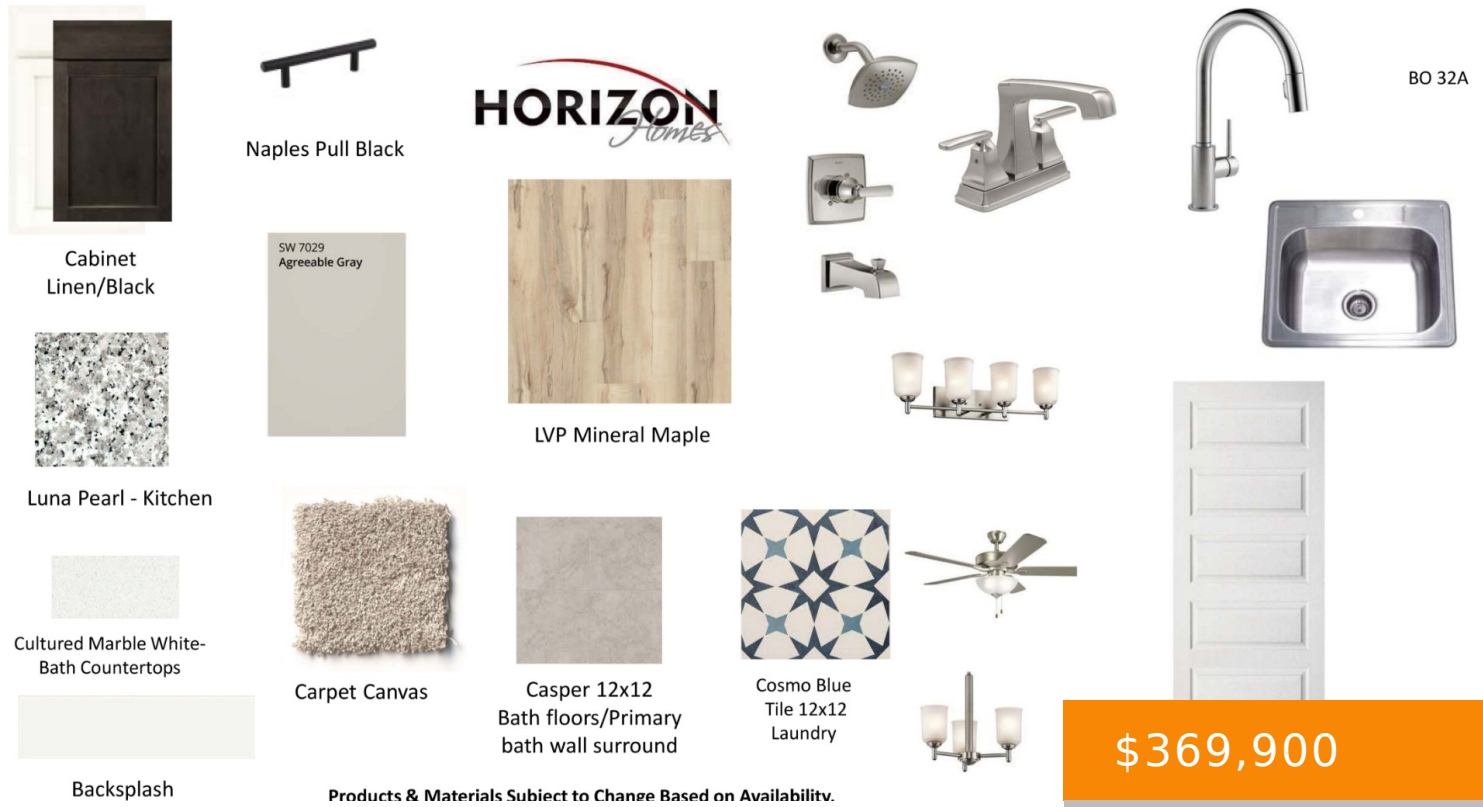 HORIZON
Homes
BO 32A
Naples Pull Black
Cabinet
Linen/Black
SW 7029
Agreeable Gray
LVP Mineral Maple
Luna Pearl - Kitchen
Cultured Marble White-
Bath Countertops
Carpet Canvas
Casper 12x12
Bath floors/Primary
bath wall surround
Cosmo Blue
Tile 12x12
Laundry
Backsplash
Products & Materials Subject to Change Based on Availability.
$369,900